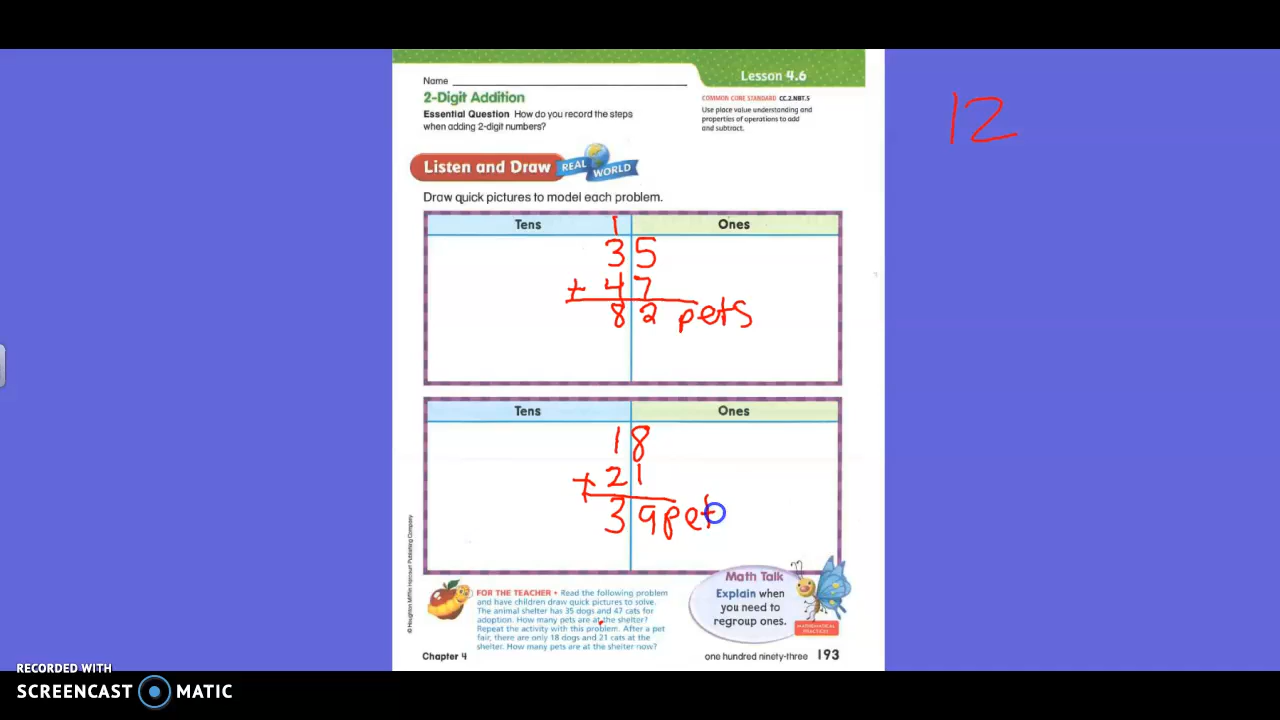 12
Name
Lesson 4.6
2-Digit Addition
Essential Question How do you record the steps
when adding 2-digit numbers?
COMMON CORE STANDARD CC.2.NBT.5
Use place value understanding and
properties of operations to add
and subtract.
Listen and Draw REAL WORLD
Draw quick pictures to model each problem.
Tens Ones
1
35
+ 47
82 pets
Tens Ones
18
+ 21
39 pet
© Houghton Mifflin Harcourt Publishing Company
FOR THE TEACHER • Read the following problem
and have children draw quick pictures to solve.
The animal shelter has 35 dogs and 47 cats for
adoption. How many pets are at the shelter?
Repeat the activity with this problem. After a pet
fair, there are only 18 dogs and 21 cats at the
shelter. How many pets are at the shelter now?
Math Talk
Explain when
you need to
regroup ones.
MATHEMATICAL
PRACTICES
Chapter 4
one hundred ninety-three 193
RECORDED WITH
SCREENCAST MATIC